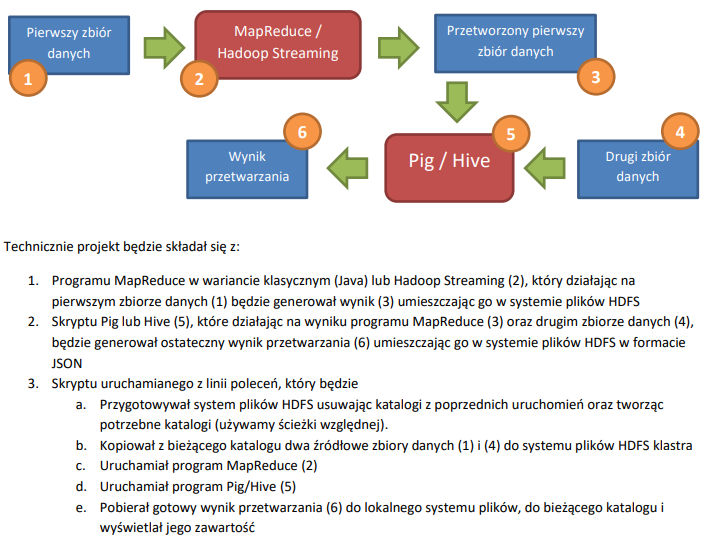 Pierwszy zbiór
danych
1
MapReduce /
Hadoop Streaming
2
Przetworzony pierwszy
zbiór danych
3
Drugi zbiór
danych
4
Pig / Hive
5
Wynik
przetwarzania
6
Technicznie projekt będzie składał się z:
1. Programu MapReduce w wariancie klasycznym (Java) lub Hadoop Streaming (2), który działając na
pierwszym zbiorze danych (1) będzie generował wynik (3) umieszczając go w systemie plików HDFS
2. Skryptu Pig lub Hive (5), które działając na wyniku programu MapReduce (3) oraz drugim zbiorze danych (4),
będzie generował ostateczny wynik przetwarzania (6) umieszczając go w systemie plików HDFS w formacie
JSON
3. Skryptu uruchamianego z linii poleceń, który będzie
a. Przygotowywał system plików HDFS usuwając katalogi z poprzednich uruchomień oraz tworząc
potrzebne katalogi (używamy ścieżki względnej).
b. Kopiował z bieżącego katalogu dwa źródłowe zbiory danych (1) i (4) do systemu plików HDFS klastra
c. Uruchamiał program MapReduce (2)
d. Uruchamiał program Pig/Hive (5)
e. Pobierał gotowy wynik przetwarzania (6) do lokalnego systemu plików, do bieżącego katalogu i
wyświetlał jego zawartość